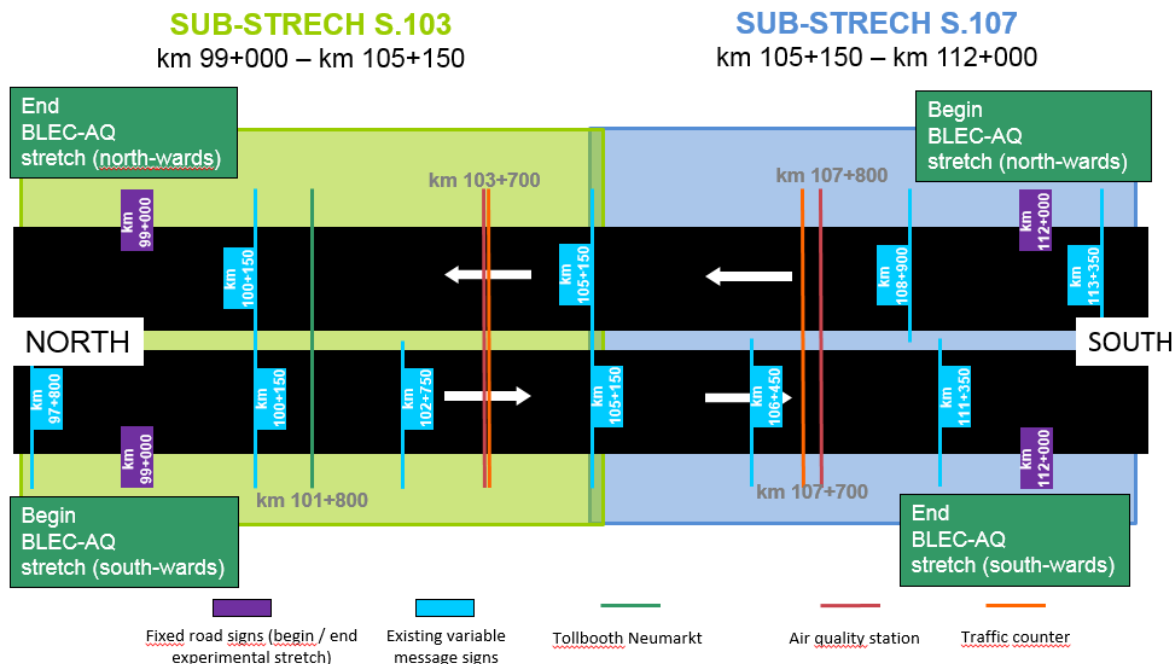 SUB-STRECH S.103
km 99+000 – km 105+150
SUB-STRECH S.107
km 105+150 – km 112+000
End
BLEC-AQ
stretch (north-wards)
Begin
BLEC-AQ
stretch (north-wards)
km 103+700
km 107+800
km
99+000
km
100+150
km
105+150
km
108+900
km
112+000
km
113+350
NORTH
SOUTH
km
97+800
km
99+000
km
100+150
km
102+750
km
105+150
km
106+450
km
111+350
km
112+000
km 101+800
km 107+700
Begin
BLEC-AQ
stretch (south-wards)
End
BLEC-AQ
stretch (south-wards)
Fixed road signs (begin / end
experimental stretch)
Existing variable
message signs
Tollbooth Neumarkt
Air quality station
Traffic counter